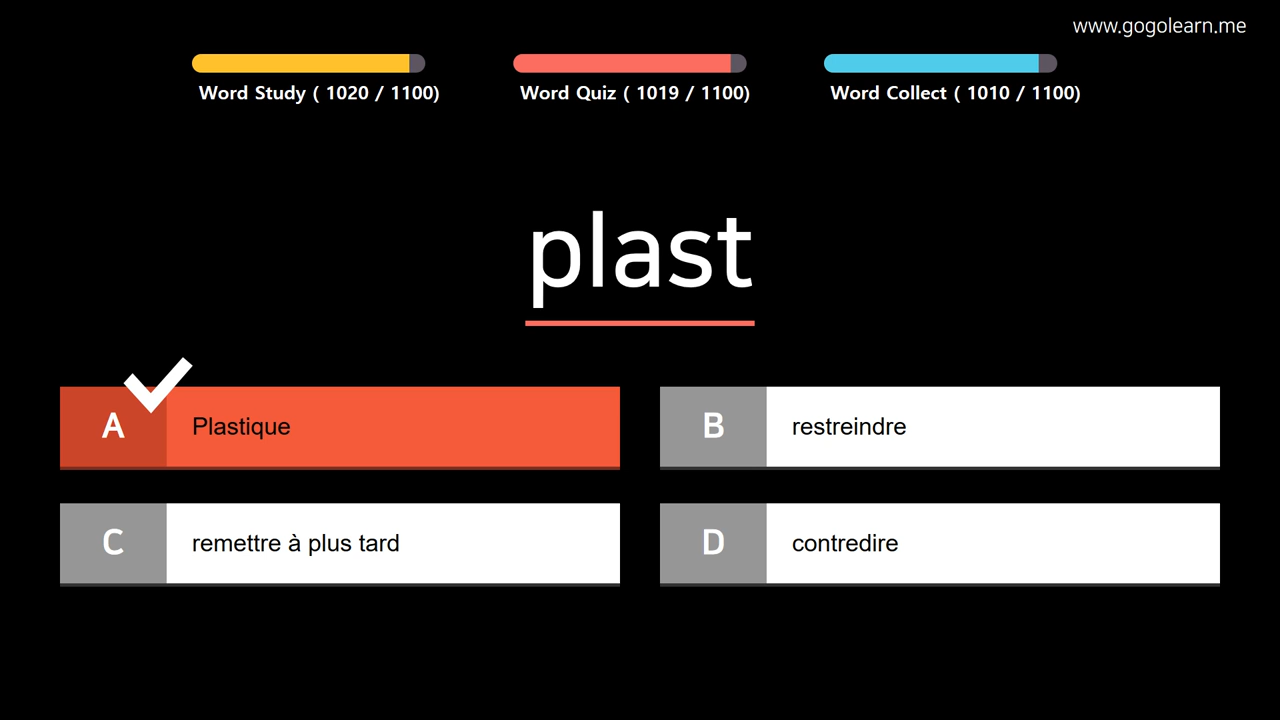 www.gogolearn.me
Word Study ( 1020 / 1100)
Word Quiz ( 1019 / 1100)
Word Collect ( 1010 / 1100)
plast
A Plastique
B restreindre
C remettre à plus tard
D contredire